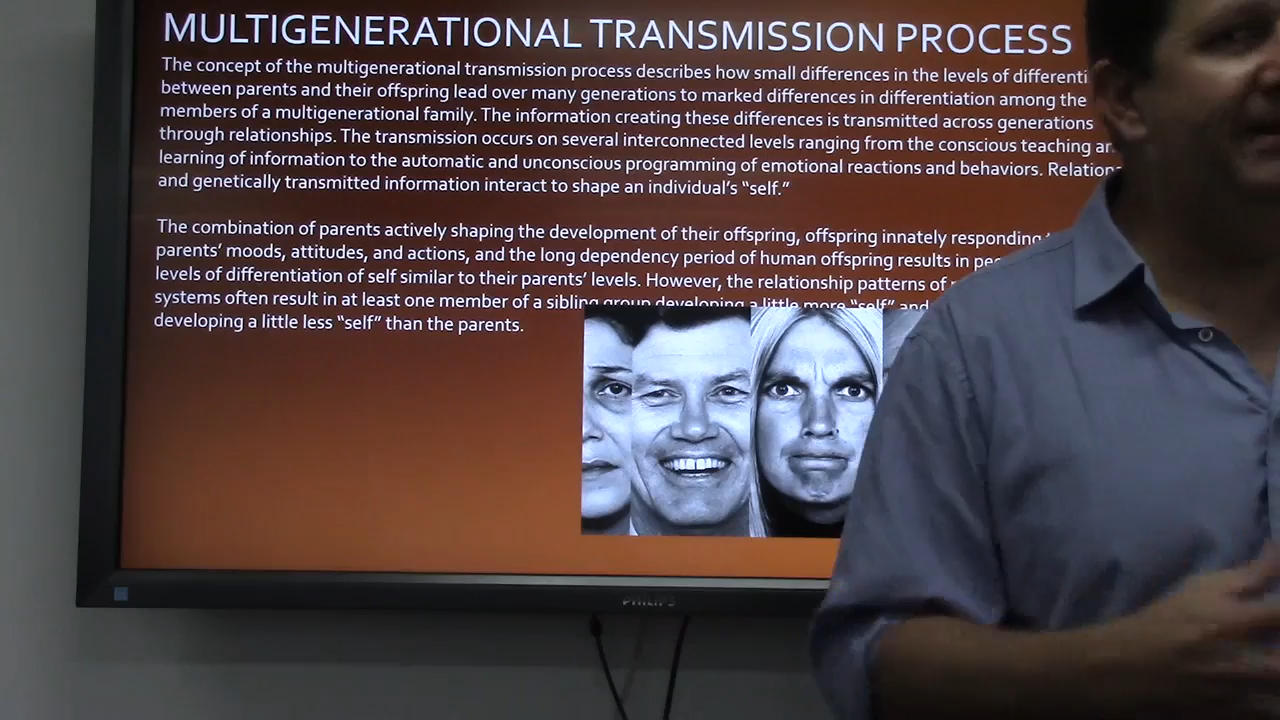 MULTIGENERATIONAL TRANSMISSION PROCESS
The concept of the multigenerational transmission process describes how small differences in the levels of differenti
between parents and their offspring lead over many generations to marked differences in differentiation among the
members of a multigenerational family. The information creating these differences is transmitted across generations
through relationships. The transmission occurs on several interconnected levels ranging from the conscious teaching an
learning of information to the automatic and unconscious programming of emotional reactions and behaviors. Relation
and genetically transmitted information interact to shape an individual's “self.”
The combination of parents actively shaping the development of their offspring, offspring innately responding
parents' moods, attitudes, and actions, and the long dependency period of human offspring results in
levels of differentiation of self similar to their parents' levels. However, the relationship patterns of
systems often result in at least one member of a sibling group developing a little more “self” and
developing a little less “self” than the parents.
PHILIPS